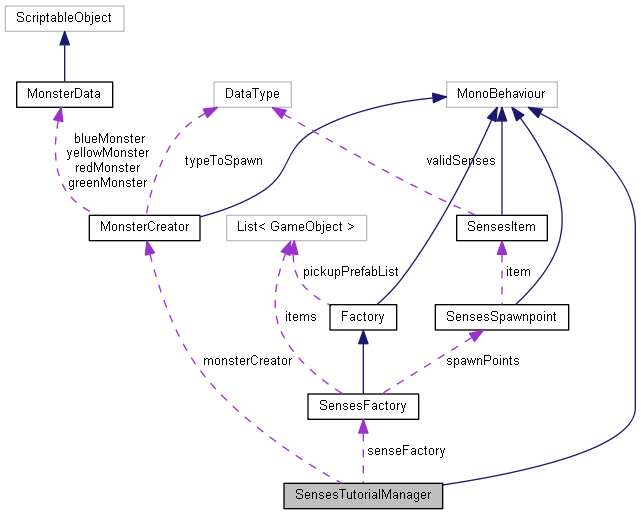 ScriptableObject
MonsterData
DataType
MonoBehaviour
blueMonster
yellowMonster
redMonster
greenMonster
typeToSpawn
validSenses
MonsterCreator
List< GameObject >
SensesItem
pickupPrefabList
item
items
Factory
SensesSpawnpoint
monsterCreator
spawnPoints
SensesFactory
senseFactory
SensesTutorialManager